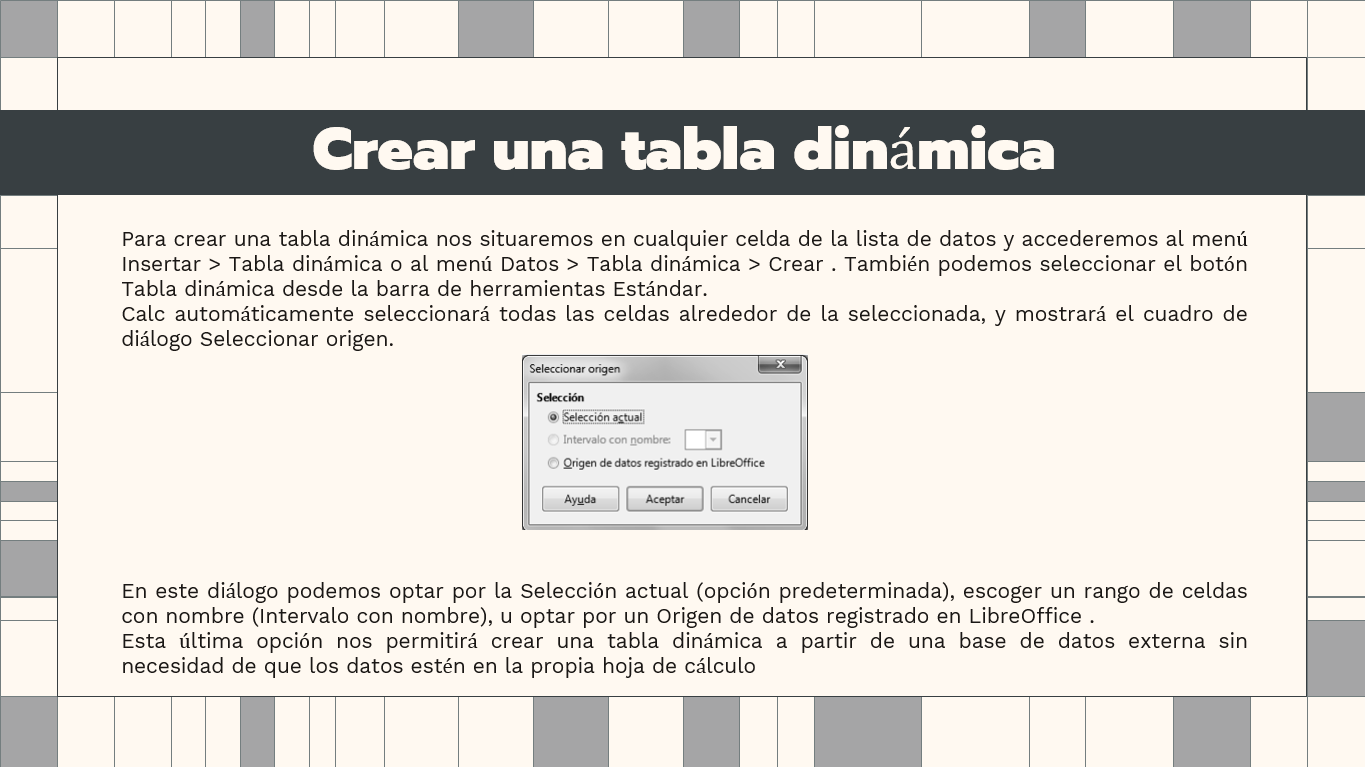 Crear una tabla dinámica
Para crear una tabla dinámica nos situaremos en cualquier celda de la lista de datos y accederemos al menú
Insertar > Tabla dinámica o al menú Datos > Tabla dinámica > Crear . También podemos seleccionar el botón
Tabla dinámica desde la barra de herramientas Estándar.
Calc automáticamente seleccionará todas las celdas alrededor de la seleccionada, y mostrará el cuadro de
diálogo Seleccionar origen.
Seleccionar origen
Selección
Selección actual
Intervalo con nombre:
Origen de datos registrado en LibreOffice
Ayuda Aceptar Cancelar
En este diálogo podemos optar por la Selección actual (opción predeterminada), escoger un rango de celdas
con nombre (Intervalo con nombre), u optar por un Origen de datos registrado en LibreOffice .
Esta última opción nos permitirá crear una tabla dinámica a partir de una base de datos externa sin
necesidad de que los datos estén en la propia hoja de cálculo